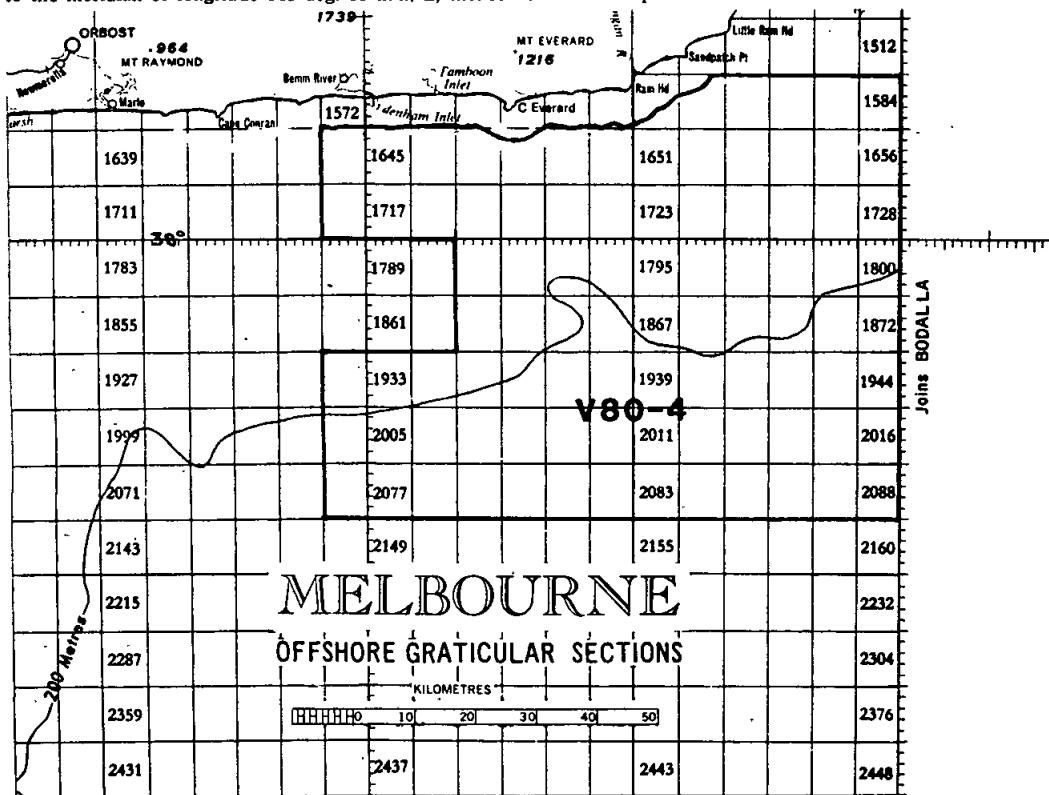 1739
ORBOST
.964
MT RAYMOND
MT EVERARD
1216
Little Ram Hd
1512
Sandpatch Pt
Bemm River
Tamboon
Inlet
Marlo
Ram Hd
1584
1572
Cape Conran
Sydenham Inlet
C Everard
1639
1645
1651
1656
1711
1717
1723
1728
38°
1783
1789
1795
1800
1855
1861
1867
1872
Joins BODALLA
1927
1933
1939
1944
V80-4
1999
2005
2011
2016
2071
2077
2083
2088
2143
2149
2155
2160
MELBOURNE
2215
2232
OFFSHORE GRATICULAR SECTIONS
200 Metres
2287
2304
KILOMETRES
2359
0 10 20 30 40 50
2376
2431
2437
2443
2448